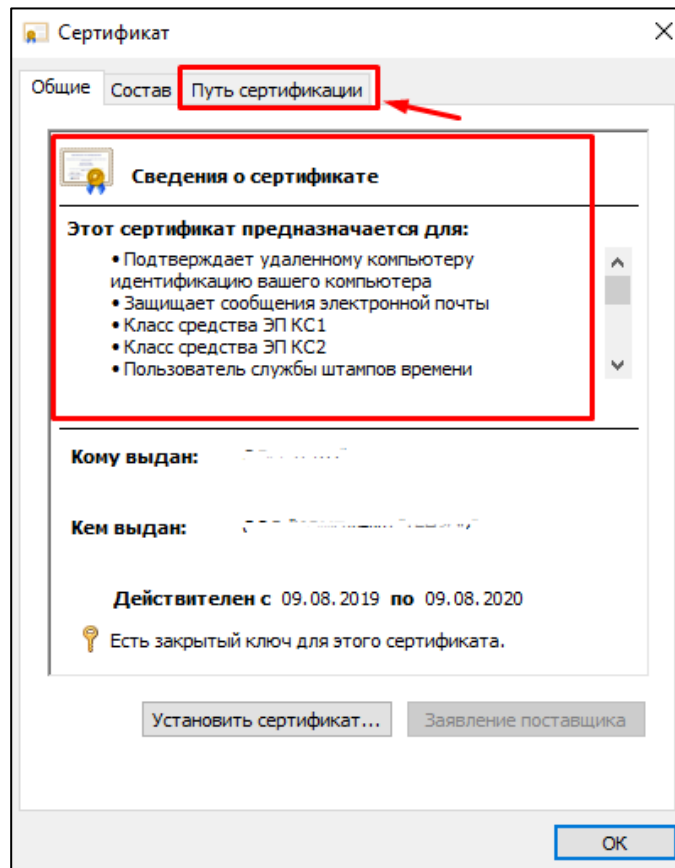 Сертификат
Общие Состав Путь сертификации
Сведения о сертификате
Этот сертификат предназначается для:
• Подтверждает удаленному компьютеру
идентификацию вашего компьютера
• Защищает сообщения электронной почты
• Класс средства ЭП КС1
• Класс средства ЭП КС2
• Пользователь службы штампов времени
Кому выдан:
Кем выдан:
Действителен с 09.08.2019 по 09.08.2020
Есть закрытый ключ для этого сертификата.
Установить сертификат... Заявление поставщика
ОК